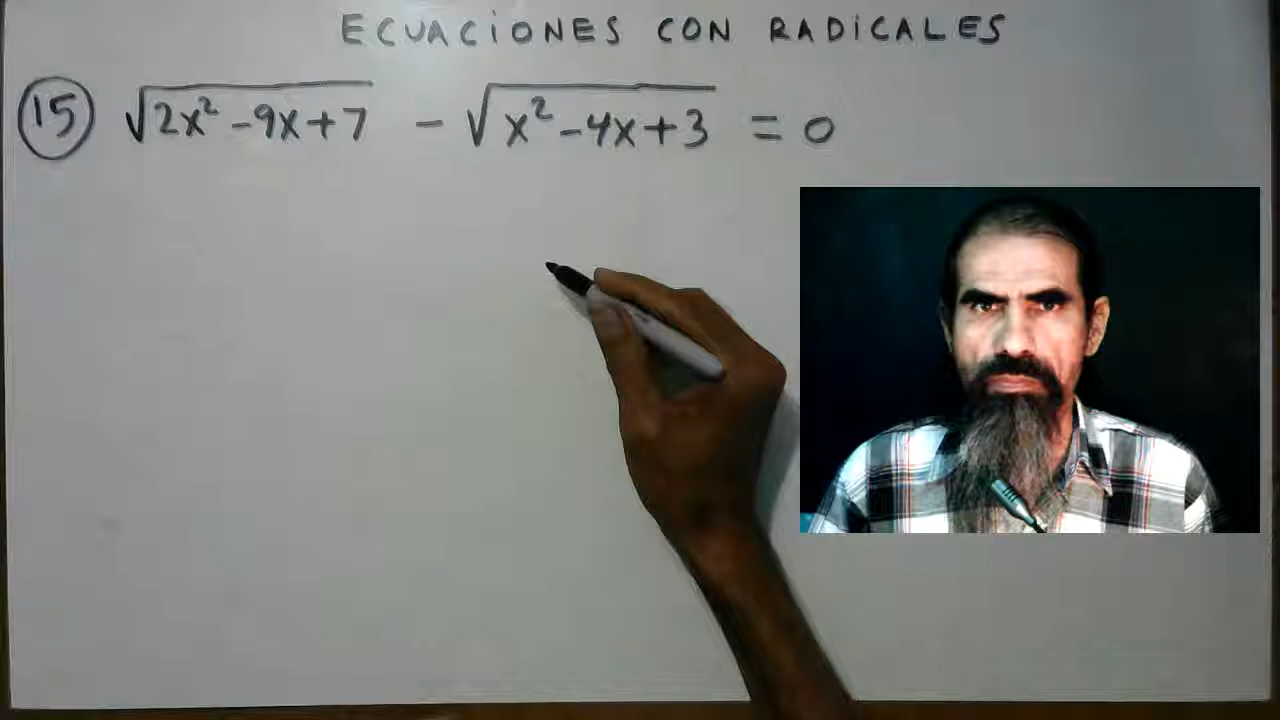 ECUACIONES CON RADICALES
15 √(2x² - 9x + 7) - √(x² - 4x + 3) = 0